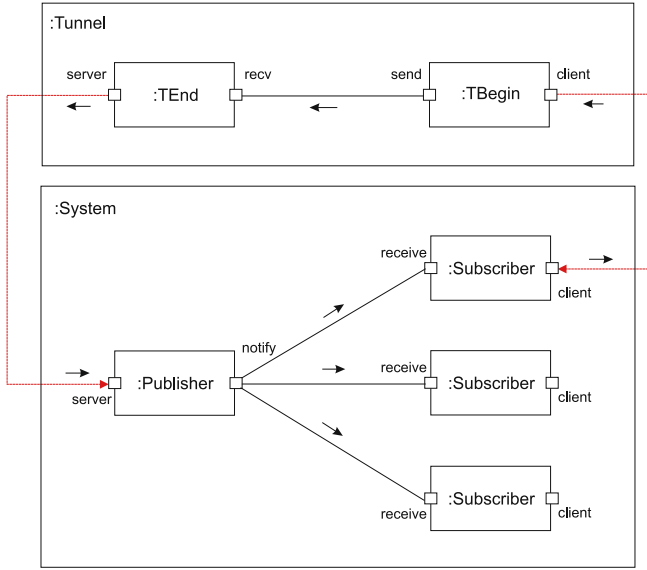 :Tunnel
server
recv
send
client
:TEnd
:TBegin
:System
receive
:Subscriber
client
notify
receive
:Publisher
:Subscriber
server
client
:Subscriber
receive
client